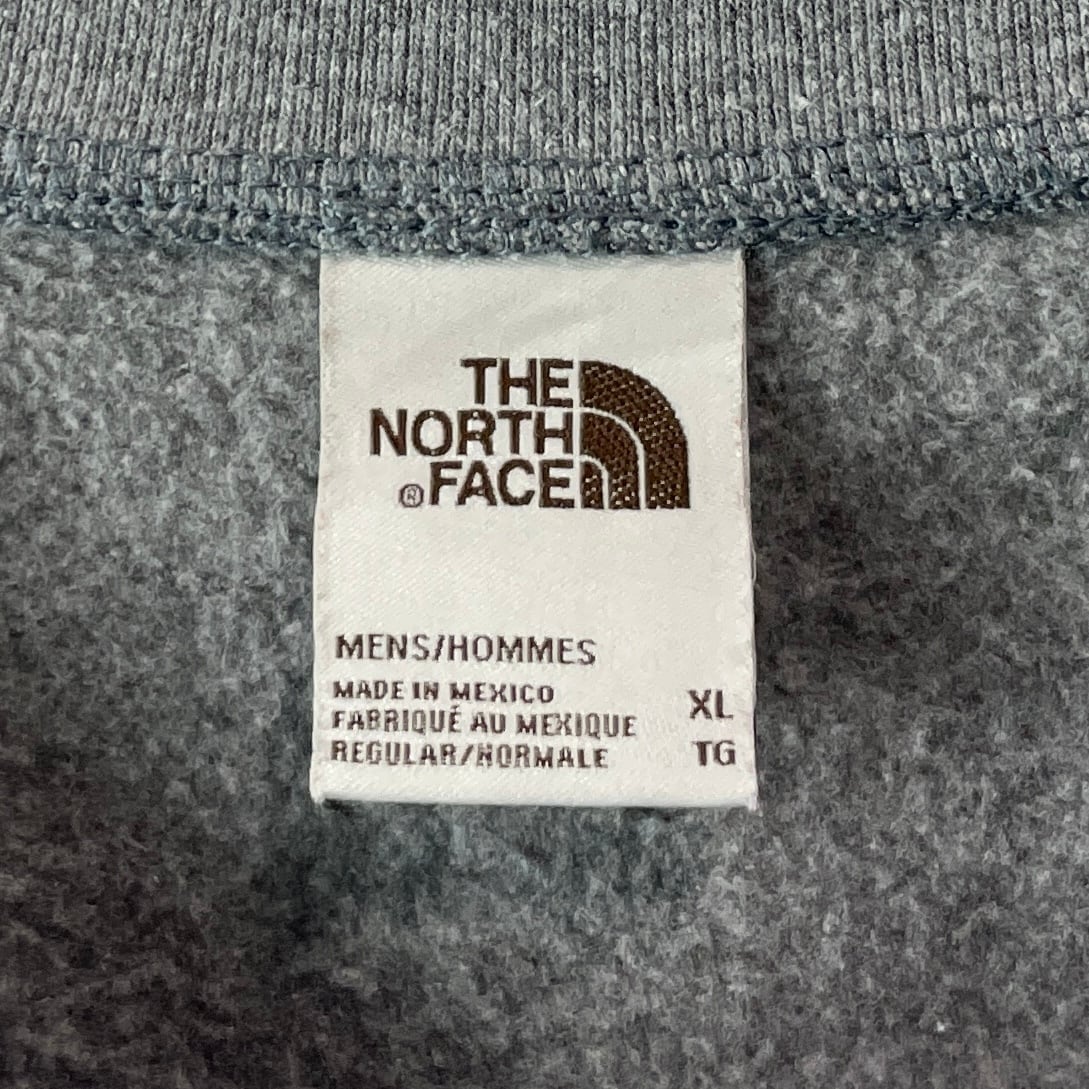 THE
NORTH
®FACE
MENS/HOMMES
MADE IN MEXICO
FABRIQUÉ AU MEXIQUE
REGULAR/NORMALE
XL
TG